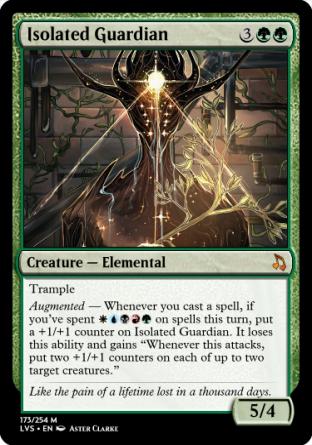 Isolated Guardian 3
Creature — Elemental
Trample
Augmented — Whenever you cast a spell, if
you've spent on spells this turn, put
a +1/+1 counter on Isolated Guardian. It loses
this ability and gains “Whenever this attacks,
put two +1/+1 counters on each of up to two
target creatures.”
Like the pain of a lifetime lost in a thousand days.
5/4
173/254 M
LVS • EN ASTER CLARKE